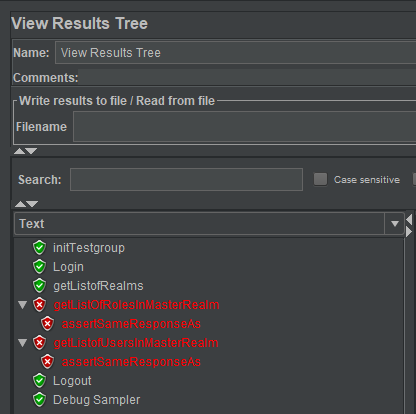 View Results Tree
Name: View Results Tree
Comments:
Write results to file / Read from file
Filename
Search: Case sensitive
Text
initTestgroup
Login
getListofRealms
getListOfRolesInMasterRealm
assertSameResponseAs
getListofUsersInMasterRealm
assertSameResponseAs
Logout
Debug Sampler